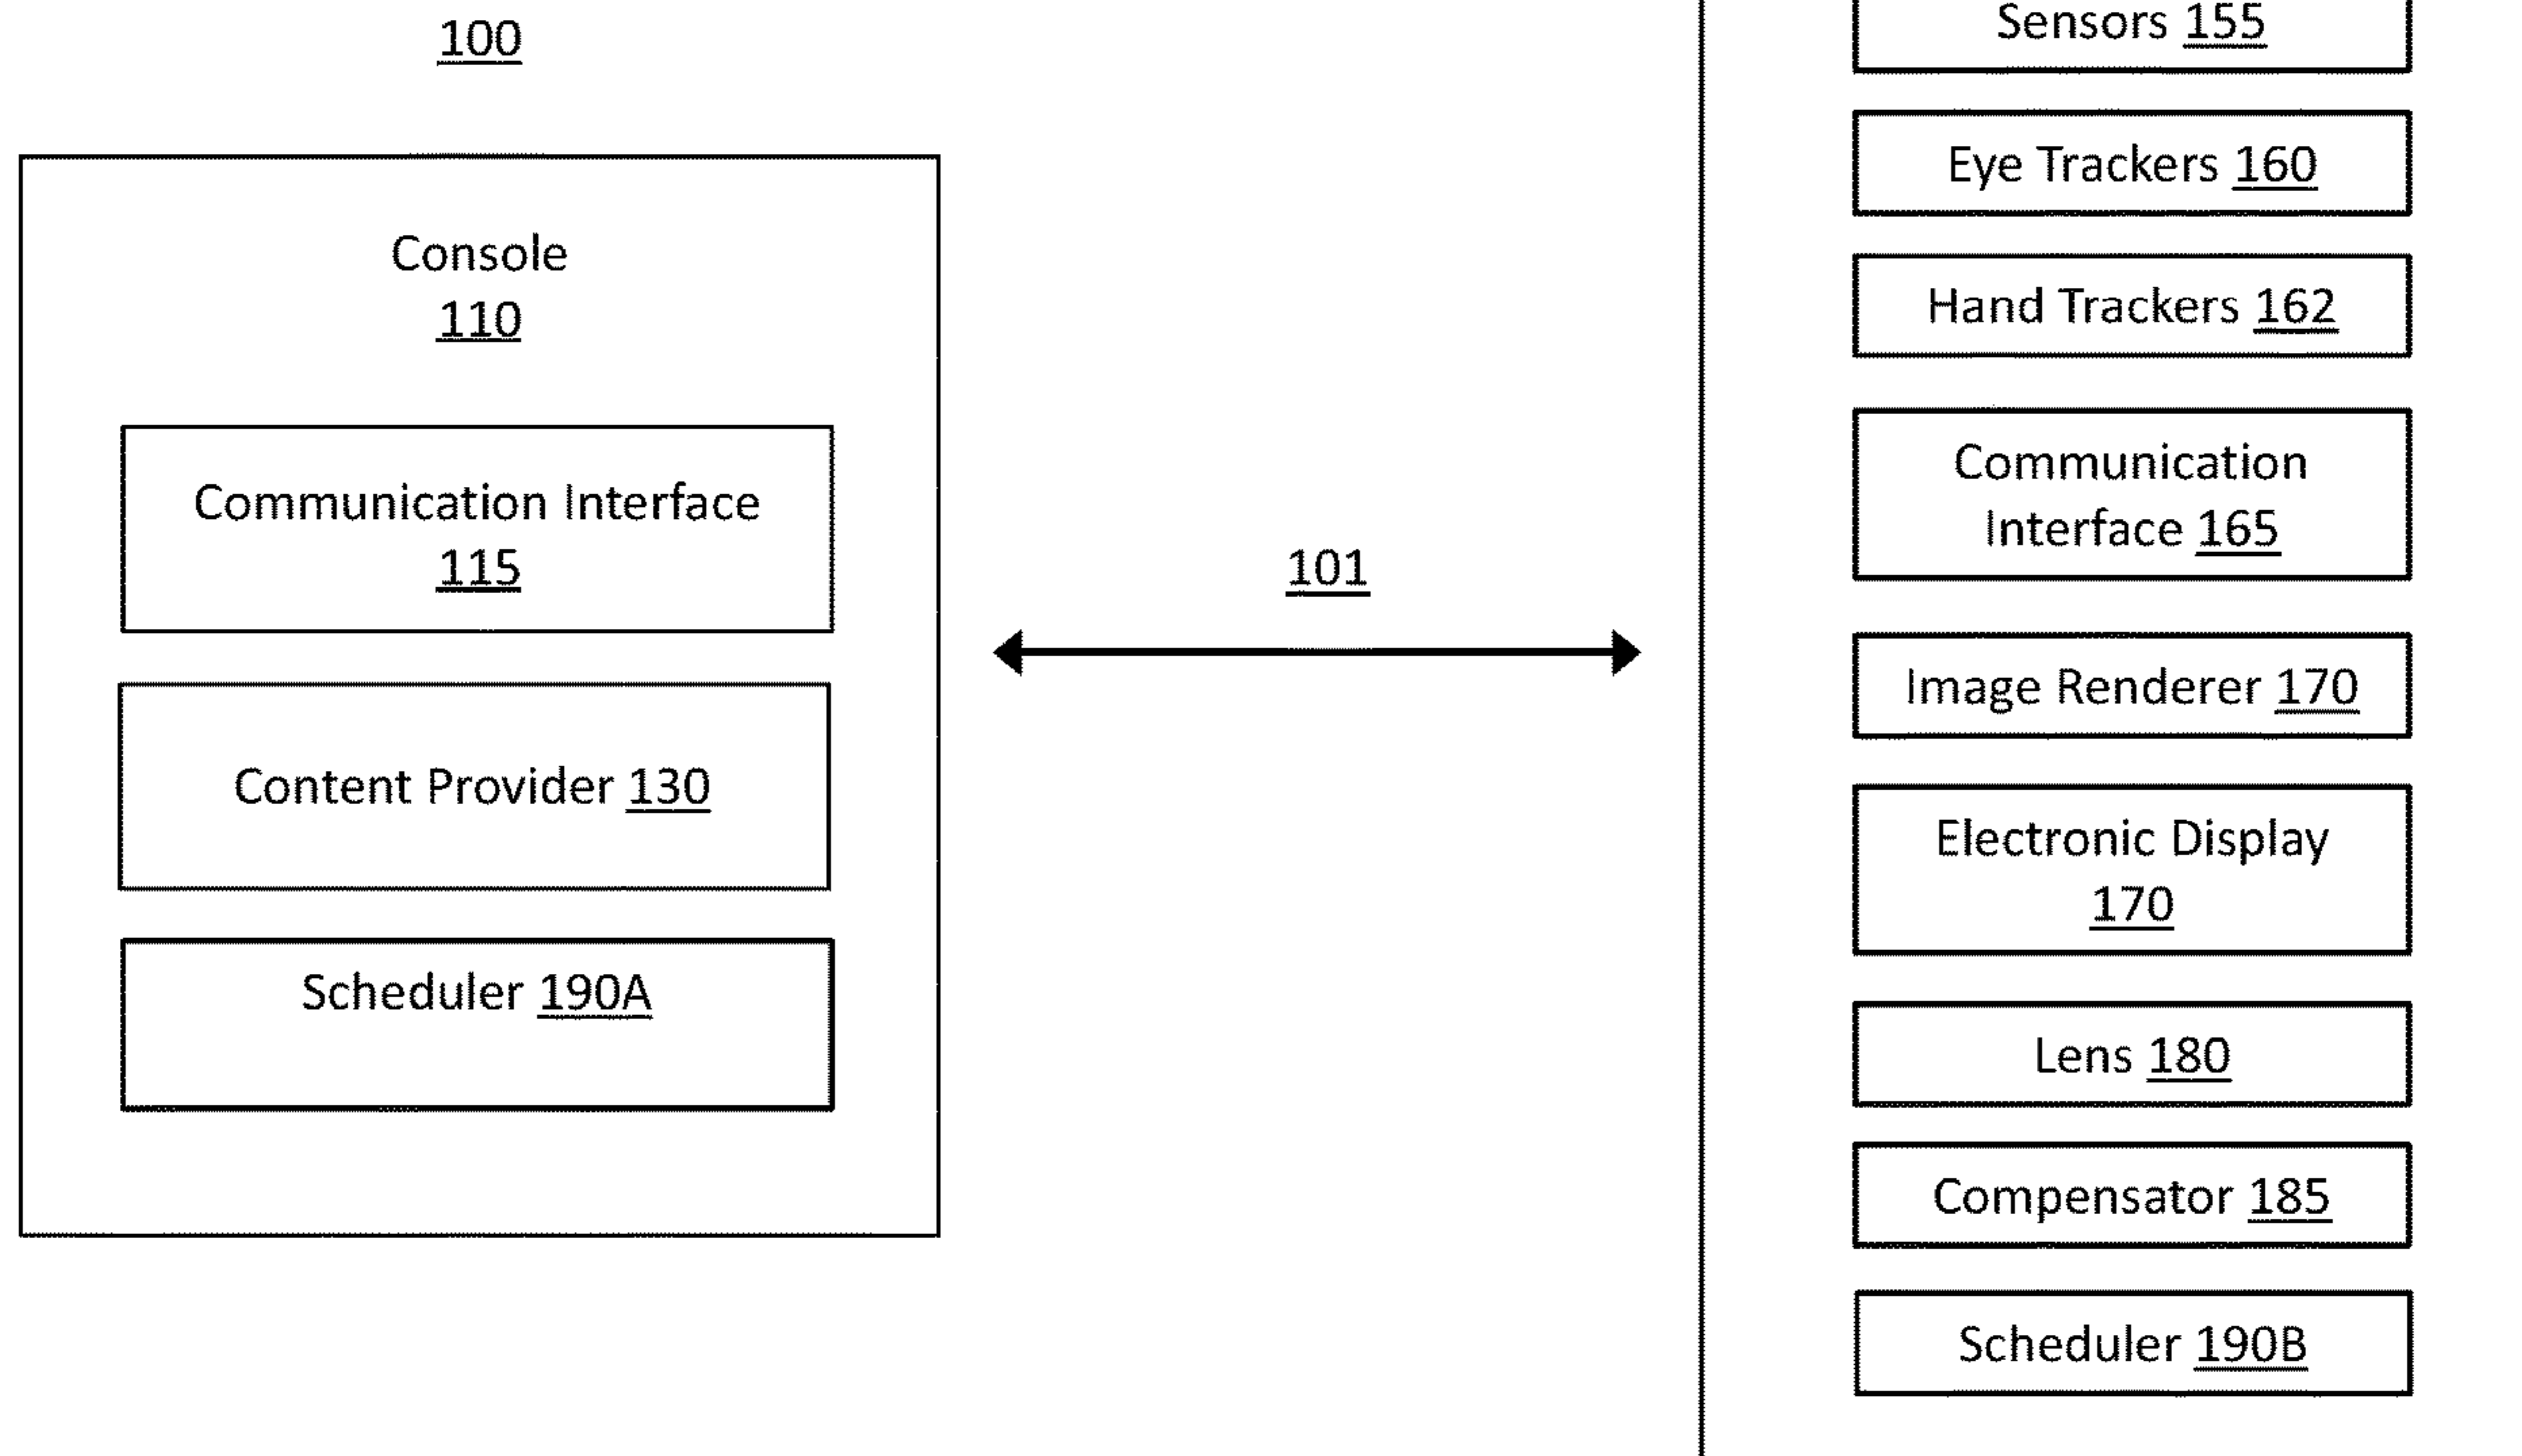 100
Console
110
Communication Interface
115
Content Provider 130
Scheduler 190A
101
Sensors 155
Eye Trackers 160
Hand Trackers 162
Communication
Interface 165
Image Renderer 170
Electronic Display
170
Lens 180
Compensator 185
Scheduler 190B